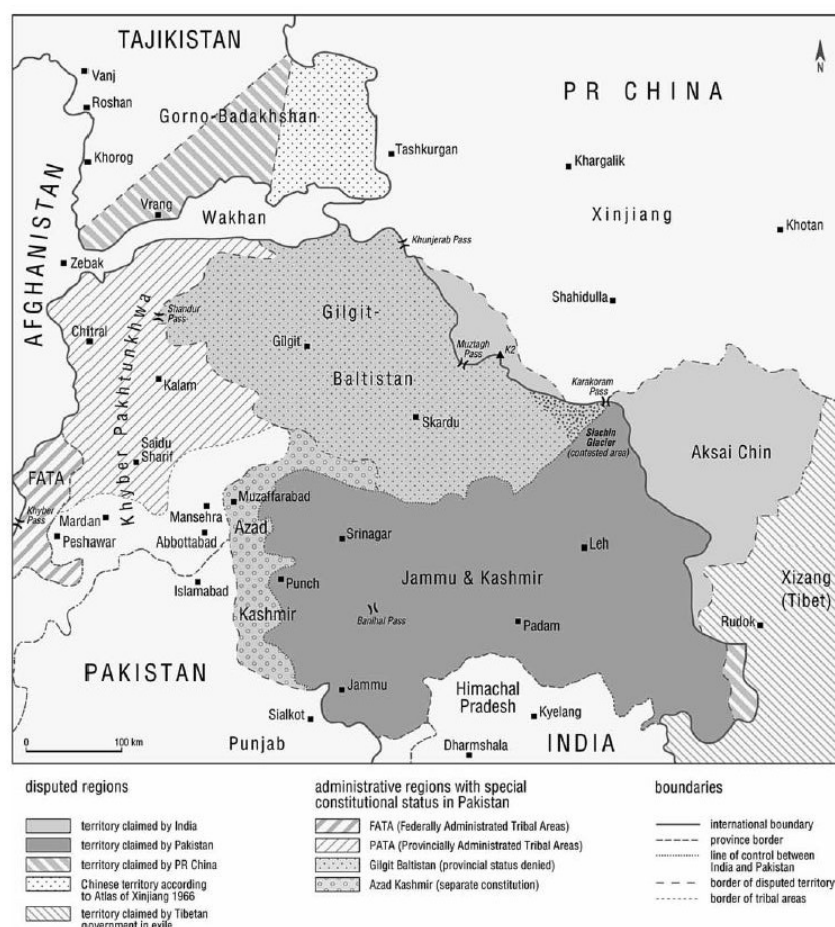 TAJIKISTAN
Vanj
Roshan
Gorno-Badakhshan
Khorog
Vrang
Wakhan
Zebak
AFGHANISTAN
N
PR CHINA
Tashkurgan
Khargalik
Xinjiang
Khotan
Khunjerab Pass
Shahidulla
Shandur
Pass
Chitral
Gilgit-
Gilgit
Baltistan
Muztagh
Pass
K2
Karakoram
Pass
Kalam
Khyber Pakhtunkhwa
Skardu
Siachin
Glacier
(contested area)
Aksai Chin
Saidu
Sharif
FATA
Khyber
Pass
Mardan
Peshawar
Mansehra
Abbottabad
Muzaffarabad
Azad
Kashmir
Srinagar
Leh
Islamabad
Punch
Jammu & Kashmir
Banihal Pass
Padam
Xizang
(Tibet)
Rudok
PAKISTAN
Jammu
Sialkot
Punjab
Himachal
Pradesh
Kyelang
Dharmshala
INDIA
0 100 km
disputed regions
territory claimed by India
territory claimed by Pakistan
territory claimed by PR China
Chinese territory according
to Atlas of Xinjiang 1966
territory claimed by Tibetan
government in exile
administrative regions with special
constitutional status in Pakistan
FATA (Federally Administrated Tribal Areas)
PATA (Provincially Administrated Tribal Areas)
Gilgit Baltistan (provincial status denied)
Azad Kashmir (separate constitution)
boundaries
international boundary
province border
line of control between
India and Pakistan
border of disputed territory
border of tribal areas